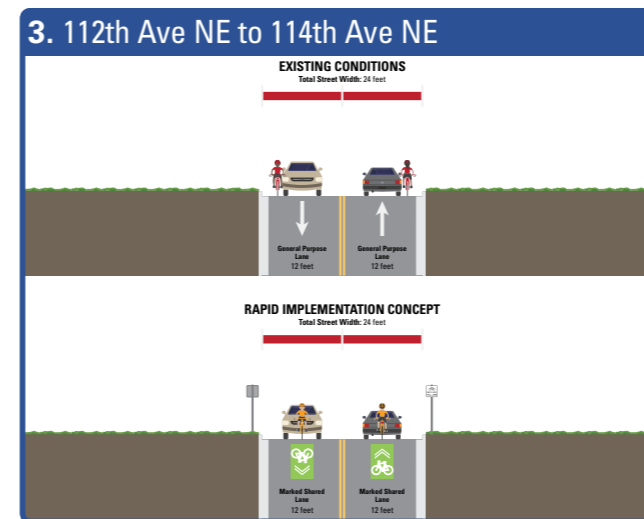 3. 112th Ave NE to 114th Ave NE
EXISTING CONDITIONS
Total Street Width: 24 feet
General Purpose
Lane
12 feet
General Purpose
Lane
12 feet
RAPID IMPLEMENTATION CONCEPT
Total Street Width: 24 feet
Marked Shared
Lane
12 feet
Marked Shared
Lane
12 feet